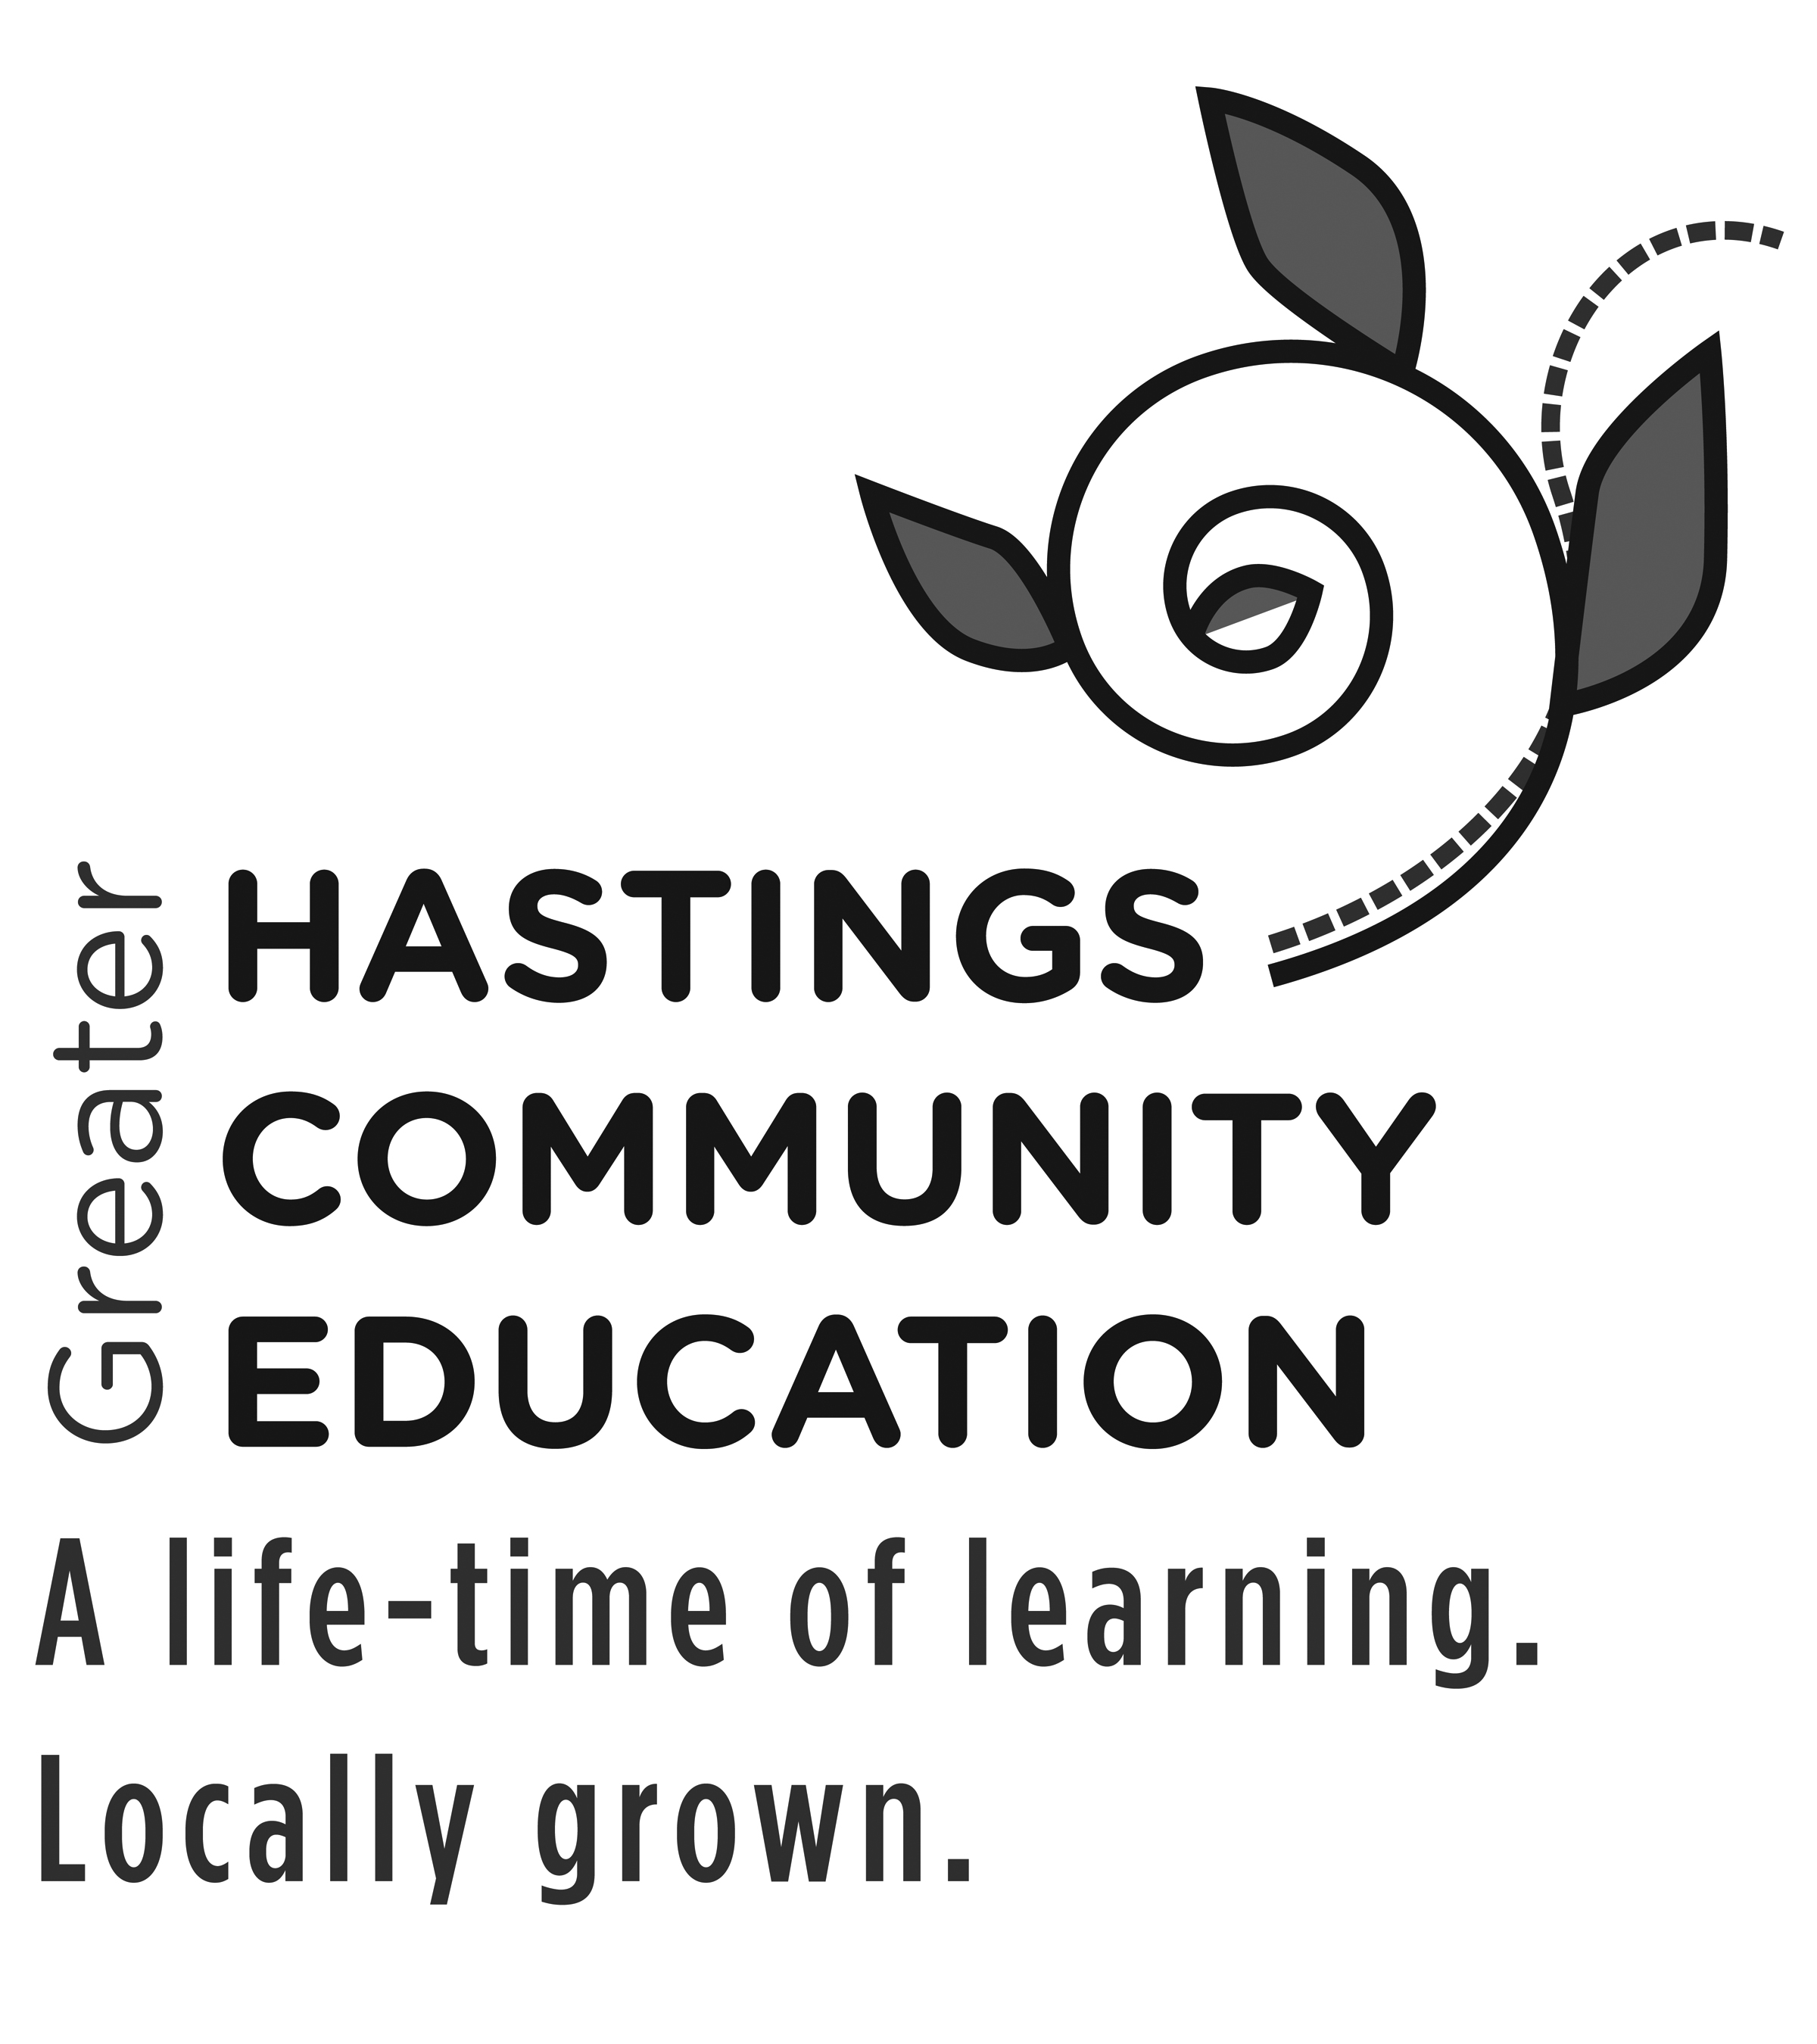 Greater
HASTINGS
COMMUNITY
EDUCATION
A life-time of learning.
Locally grown.